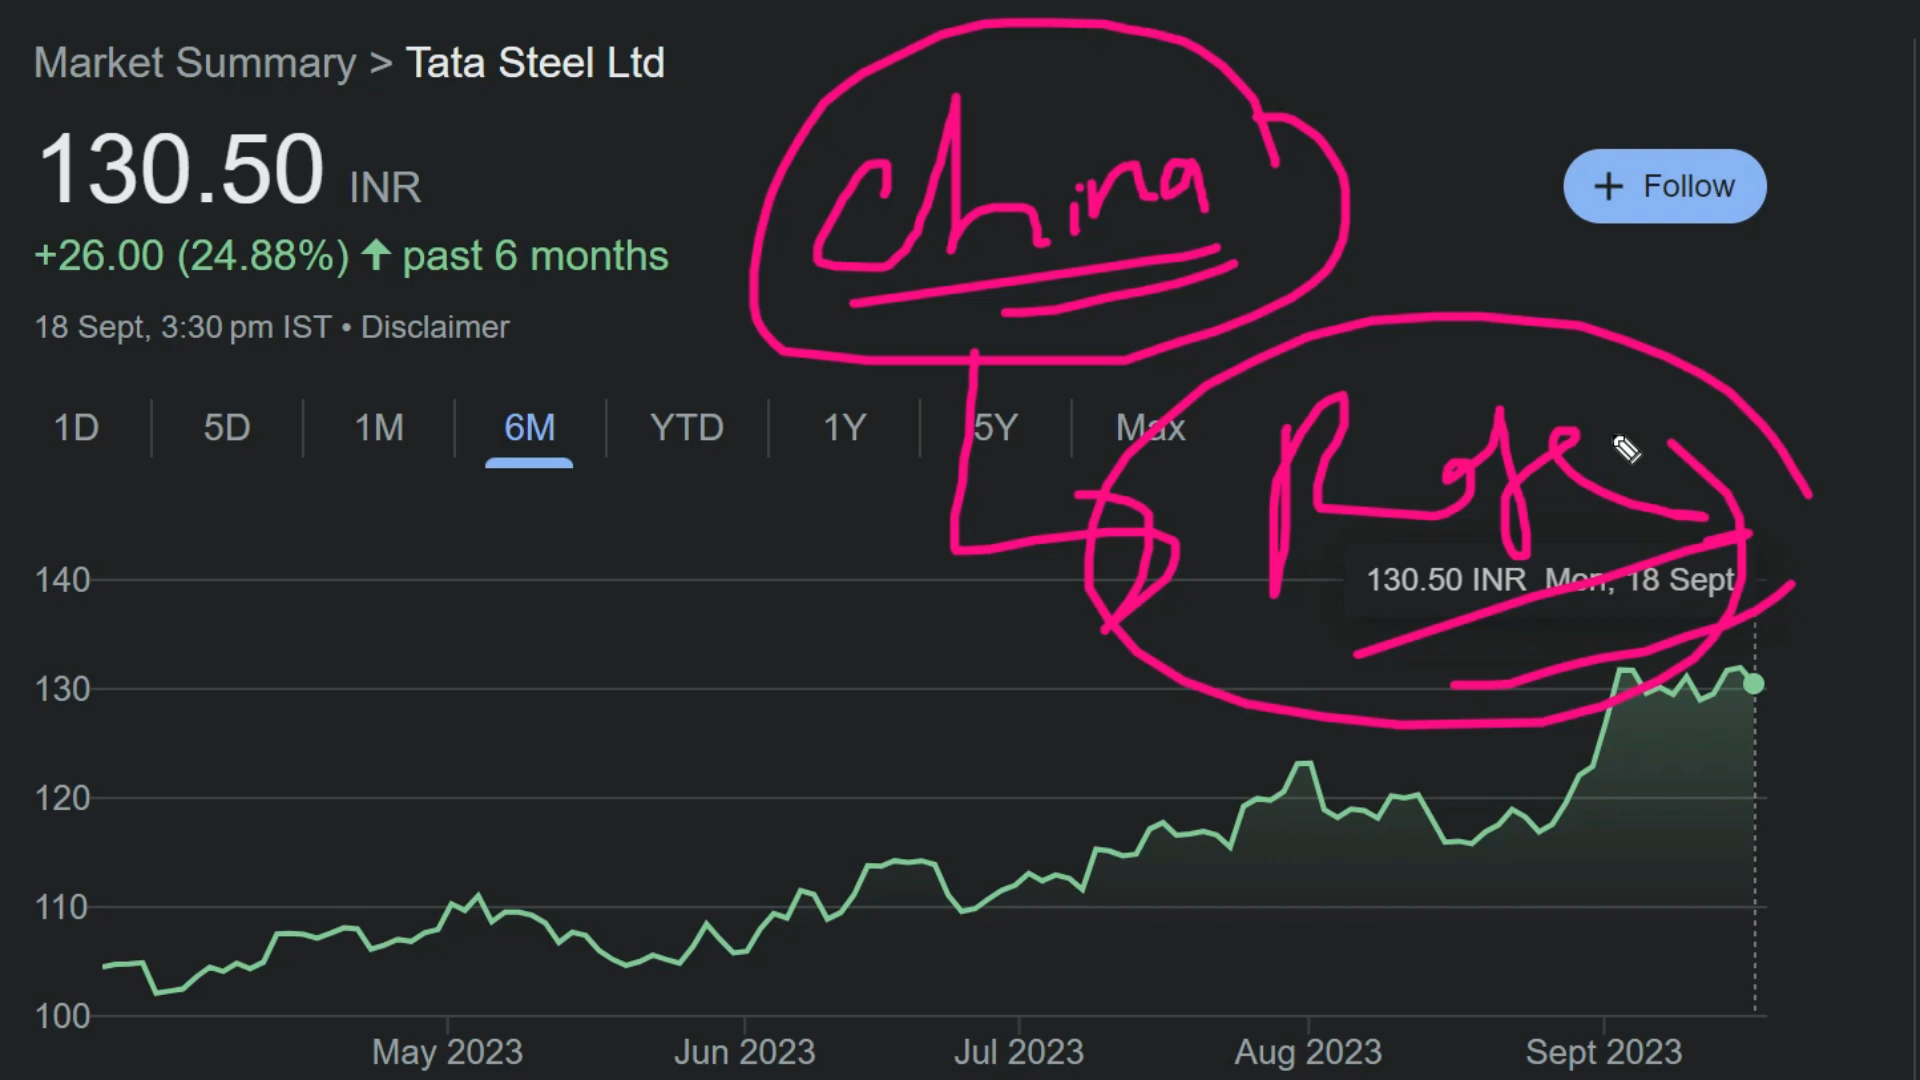 Market Summary > Tata Steel Ltd
130.50 INR
+26.00 (24.88%) ↑ past 6 months
18 Sept, 3:30 pm IST • Disclaimer
China
+ Follow
1D 5D 1M 6M YTD 1Y 5Y Max
130.50 INR Mon, 18 Sept
140
130
120
110
100
May 2023 Jun 2023 Jul 2023 Aug 2023 Sept 2023